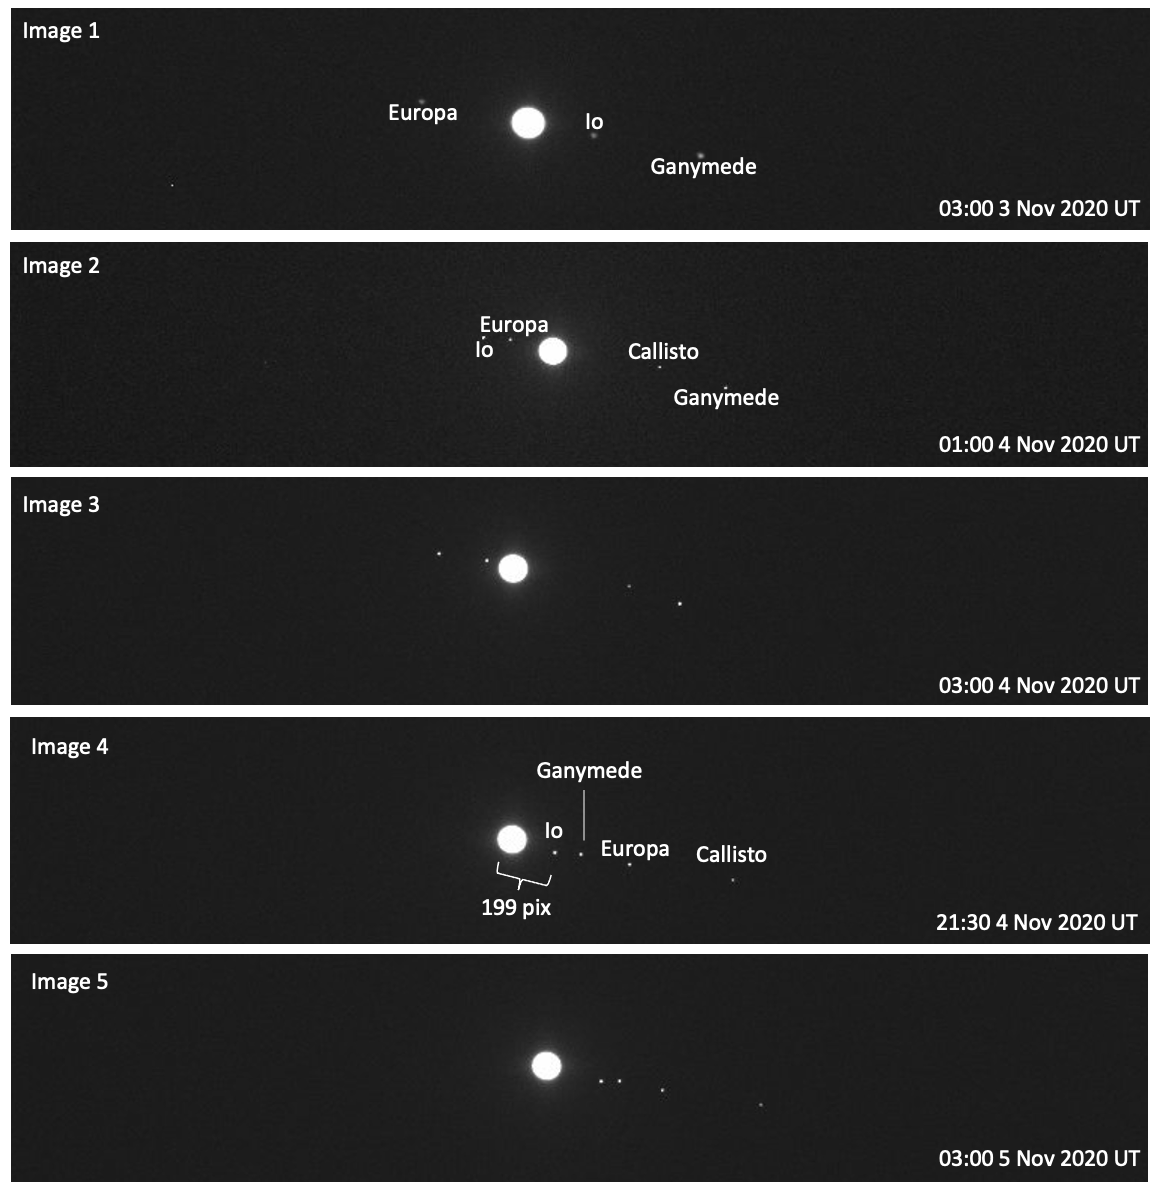 Image 1
Europa
Io
Ganymede
03:00 3 Nov 2020 UT
Image 2
Europa
Io
Callisto
Ganymede
01:00 4 Nov 2020 UT
Image 3
03:00 4 Nov 2020 UT
Image 4
Ganymede
Io
Europa
Callisto
199 pix
21:30 4 Nov 2020 UT
Image 5
03:00 5 Nov 2020 UT